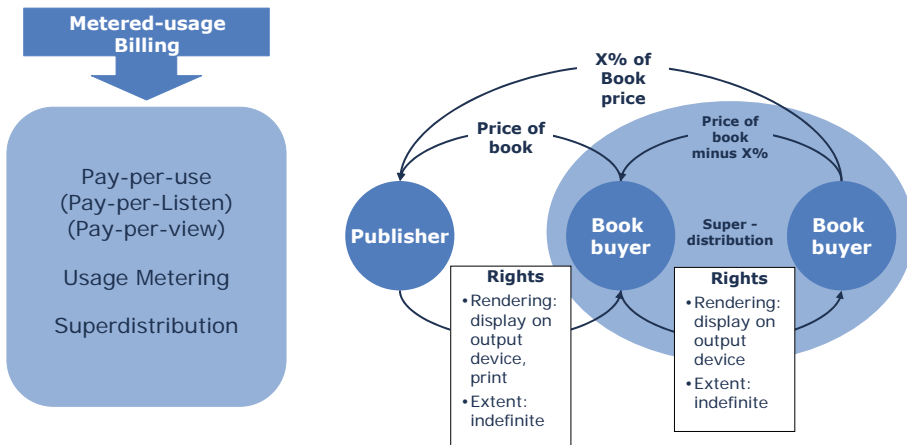 Metered-usage
Billing
Pay-per-use
(Pay-per-Listen)
(Pay-per-view)
Usage Metering
Superdistribution
X% of
Book
price
Price of
book
Price of
book
minus X%
Publisher
Book
buyer
Super -
distribution
Book
buyer
Rights
•Rendering:
display on
output
device,
print
•Extent:
indefinite
Rights
•Rendering:
display on
output
device
•Extent:
indefinite